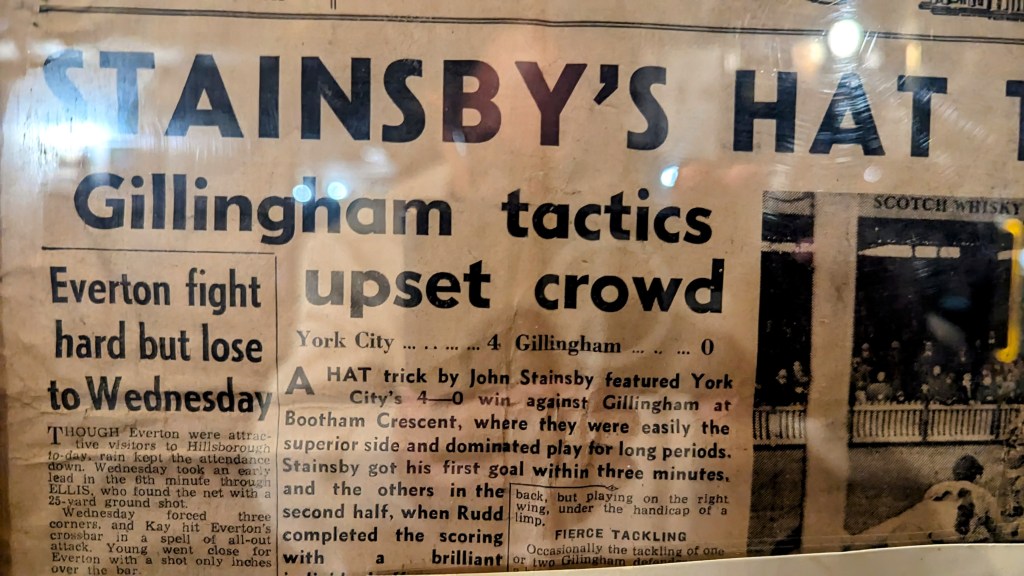 STAINSBY'S HAT T
Gillingham tactics
upset crowd
SCOTCH WHISKY
Everton fight
hard but lose
to Wednesday
THOUGH Everton were attrac-
tive visitors to Hillsborough
to-day, rain kept the attendance
down. Wednesday took an early
lead in the 6th minute through
ELLIS, who found the net with a
25-yard ground shot.
Wednesday forced three
corners, and Kay hit Everton's
crossbar in a spell of all-out
attack. Young went close for
Everton with a shot only inches
over the bar.
York City ... .. ... ... 4 Gillingham ... .. ... 0
A HAT trick by John Stainsby featured York
City's 4—0 win against Gillingham at
Bootham Crescent, where they were easily the
superior side and dominated play for long periods.
Stainsby got his first goal within three minutes,
and the others in the
second half, when Rudd
completed the scoring
with a brilliant
back, but playing on the right
wing, under the handicap of a
limp.
FIERCE TACKLING
Occasionally the tackling of one
or two Gillingham